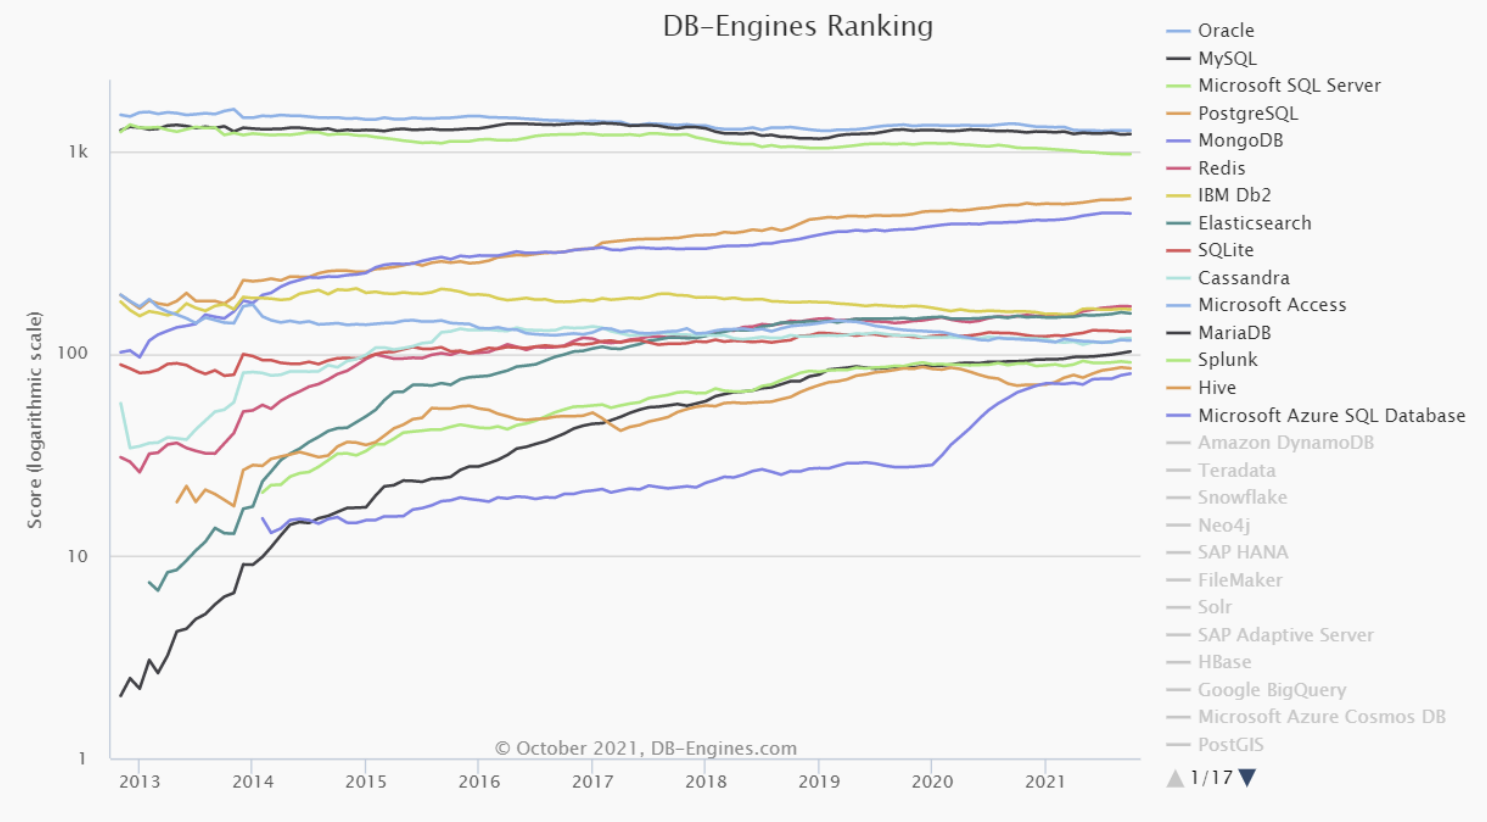 DB-Engines Ranking
Score (logarithmic scale)
1k
100
10
1
2013 2014 2015 2016 2017 2018 2019 2020 2021
© October 2021, DB-Engines.com
Oracle
MySQL
Microsoft SQL Server
PostgreSQL
MongoDB
Redis
IBM Db2
Elasticsearch
SQLite
Cassandra
Microsoft Access
MariaDB
Splunk
Hive
Microsoft Azure SQL Database
Amazon DynamoDB
Teradata
Snowflake
Neo4j
SAP HANA
FileMaker
Solr
SAP Adaptive Server
HBase
Google BigQuery
Microsoft Azure Cosmos DB
PostGIS
1/17